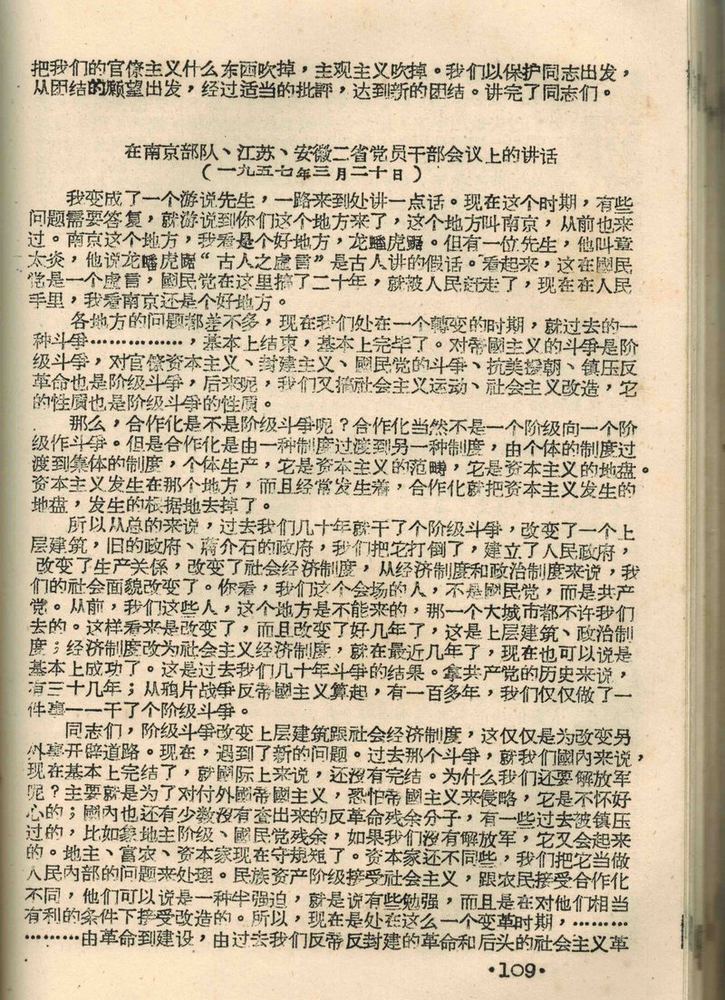 把我们的官僚主义什么东西吹掉，主观主义吹掉。我们以保护同志出发，
从团结的願望出发，经过适当的批評，达到新的团结。讲完了同志们。
在南京部队、江苏、安徽二省党员干部会议上的讲话
（一九五七年三月二十日）
我变成了一个游说先生，一路来到处讲一点话。现在这个时期，有些
问题需要答复，就游说到你们这个地方来了，这个地方叫南京，从前也来
过。南京这个地方，我看是个好地方，龙蟠虎踞。但有一位先生，他叫章
太炎，他说龙蟠虎踞“古人之虚言”是古人讲的假话。看起来，这在國民
党是一个虚言，國民党在这里搞了二十年，就被人民赶走了，现在在人民
手里，我看南京还是个好地方。
各地方的问题都差不多，现在我们处在一个轉变的时期，就过去的一
种斗争………………，基本上结束，基本上完毕了。对帝國主义的斗争是阶
级斗争，对官僚资本主义、封建主义、國民党的斗争、抗美援朝、镇压反
革命也是阶级斗争，后来呢，我们又搞社会主义运动、社会主义改造，它
的性质也是阶级斗争的性质。
那么，合作化是不是阶级斗争呢？合作化当然不是一个阶级向一个阶
级作斗争。但是合作化是由一种制度过渡到另一种制度，由个体的制度过
渡到集体的制度，个体生产，它是资本主义的范畴，它是资本主义的地盘。
资本主义发生在那个地方，而且经常发生着，合作化就把资本主义发生的
地盘，发生的根据地去掉了。
所以从总的来说，过去我们几十年就干了个阶级斗争，改变了一个上
层建筑，旧的政府、蔣介石的政府，我们把它打倒了，建立了人民政府，
改变了生产关係，改变了社会经济制度，从经济制度和政治制度来说，我
们的社会面貌改变了。你看，我们这个会场的人，不是國民党，而是共产
党。从前，我们这些人，这个地方是不能来的，那一个大城市都不许我们
去的。这样看来是改变了，而且改变了好几年了，这是上层建筑、政治制
度；经济制度改为社会主义经济制度，就在最近几年了，现在也可以说是
基本上成功了。这是过去我们几十年斗争的结果。拿共产党的历史来说，
有三十几年；从鸦片战争反帝國主义算起，有一百多年，我们仅仅做了一
件事一一干了个阶级斗争。
同志们，阶级斗争改变上层建筑跟社会经济制度，这仅仅是为改变另
外事开辟道路。现在，遇到了新的问题。过去那个斗争，就我们國内来说，
现在基本上完结了，就國际上来说，还沒有完结。为什么我们还要解放军
呢？主要就是为了对付外國帝國主义，恐怕帝國主义来侵略，它是不怀好
心的；國内也还有少数沒有查出来的反革命残余分子，有一些过去被镇压
过的，比如象地主阶级、國民党残余，如果我们沒有解放军，它又会起来
的。地主、富农、资本家现在守规矩了。资本家还不同些，我们把它当做
人民内部的问题来处理。民族资产阶级接受社会主义，跟农民接受合作化
不同，他们可以说是一种半强迫，就是说有些勉强，而且是在对他们相当
有利的条件下接受改造的。所以，现在是处在这么一个变革时期，………
………由革命到建设，由过去我们反帝反封建的革命和后头的社会主义革
·109·